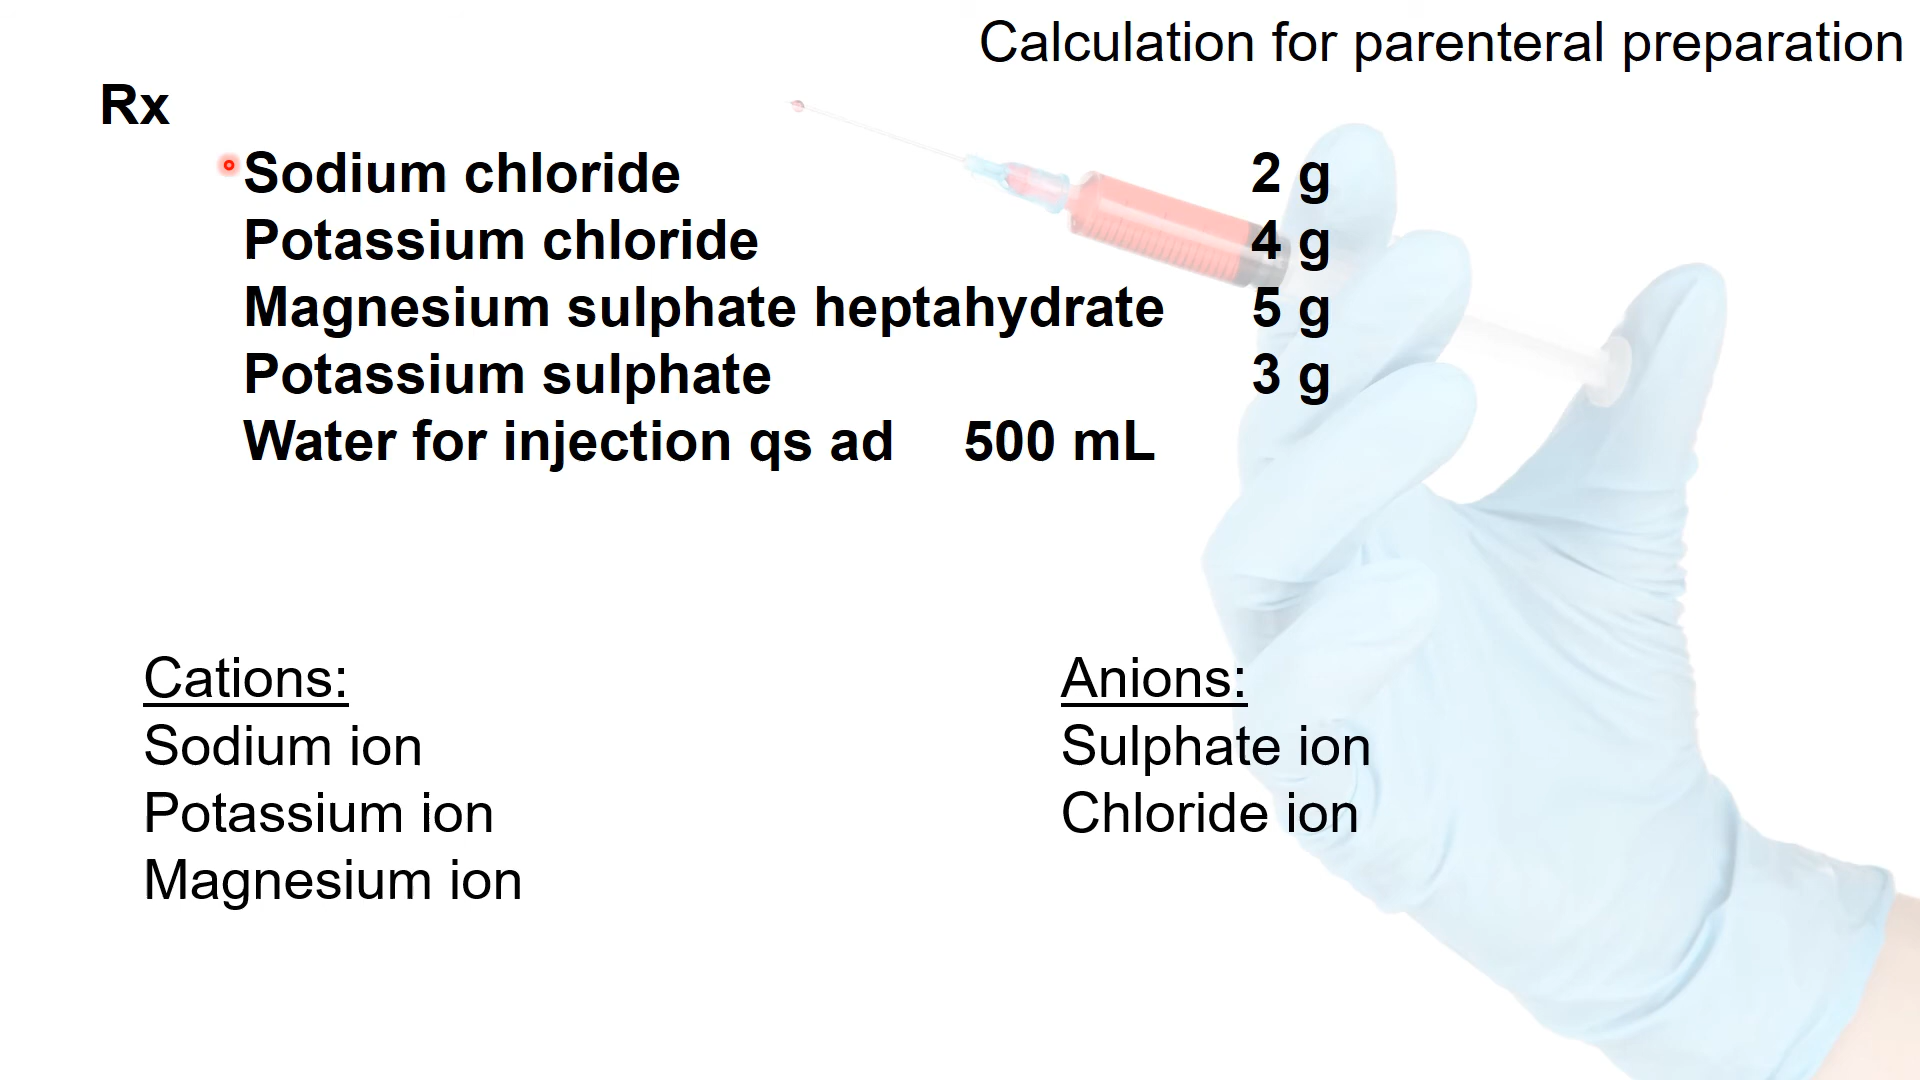 Calculation for parenteral preparation
Rx
Sodium chloride 2 g
Potassium chloride 4 g
Magnesium sulphate heptahydrate 5 g
Potassium sulphate 3 g
Water for injection qs ad 500 mL
Cations:
Sodium ion
Potassium ion
Magnesium ion
Anions:
Sulphate ion
Chloride ion